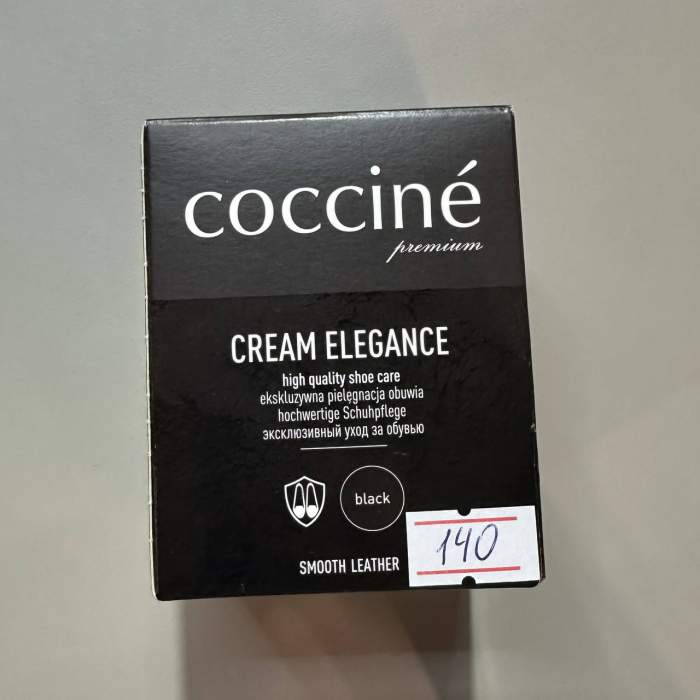 cocciné
premium
CREAM ELEGANCE
high quality shoe care
ekskluzywna pielęgnacja obuwia
hochwertige Schuhpflege
эксклюзивный уход за обувью
black
SMOOTH LEATHER
140